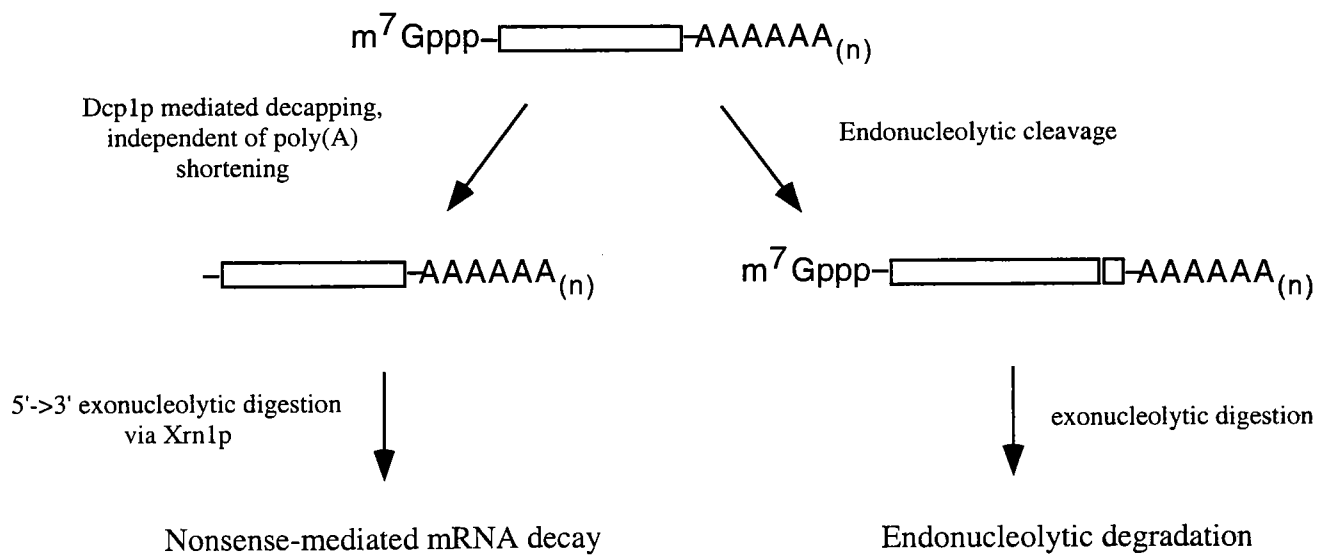 m⁷Gppp-AAAAAA(n)
Dcp1p mediated decapping,
independent of poly(A)
shortening
Endonucleolytic cleavage
-AAAAAA(n)
m⁷Gppp-AAAAAA(n)
5'->3' exonucleolytic digestion
via Xrn1p
exonucleolytic digestion
Nonsense-mediated mRNA decay
Endonucleolytic degradation